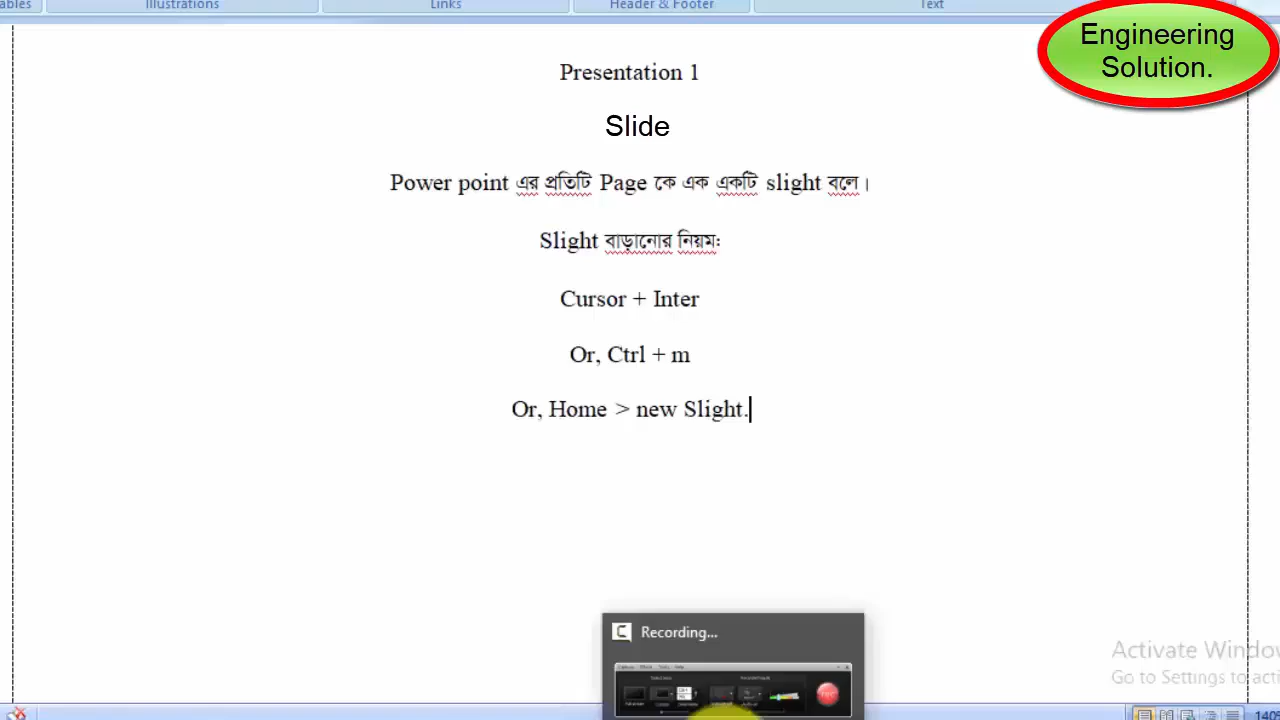 ables Illustrations Links Header & Footer Text
Engineering
Solution.
Presentation 1
Slide
Power point এর প্রতিটি Page কে এক একটি slight বলে।
Slight বাড়ানোর নিয়মঃ
Cursor + Inter
Or, Ctrl + m
Or, Home > new Slight.
Recording...
Activate Windo
Go to Settings to acti